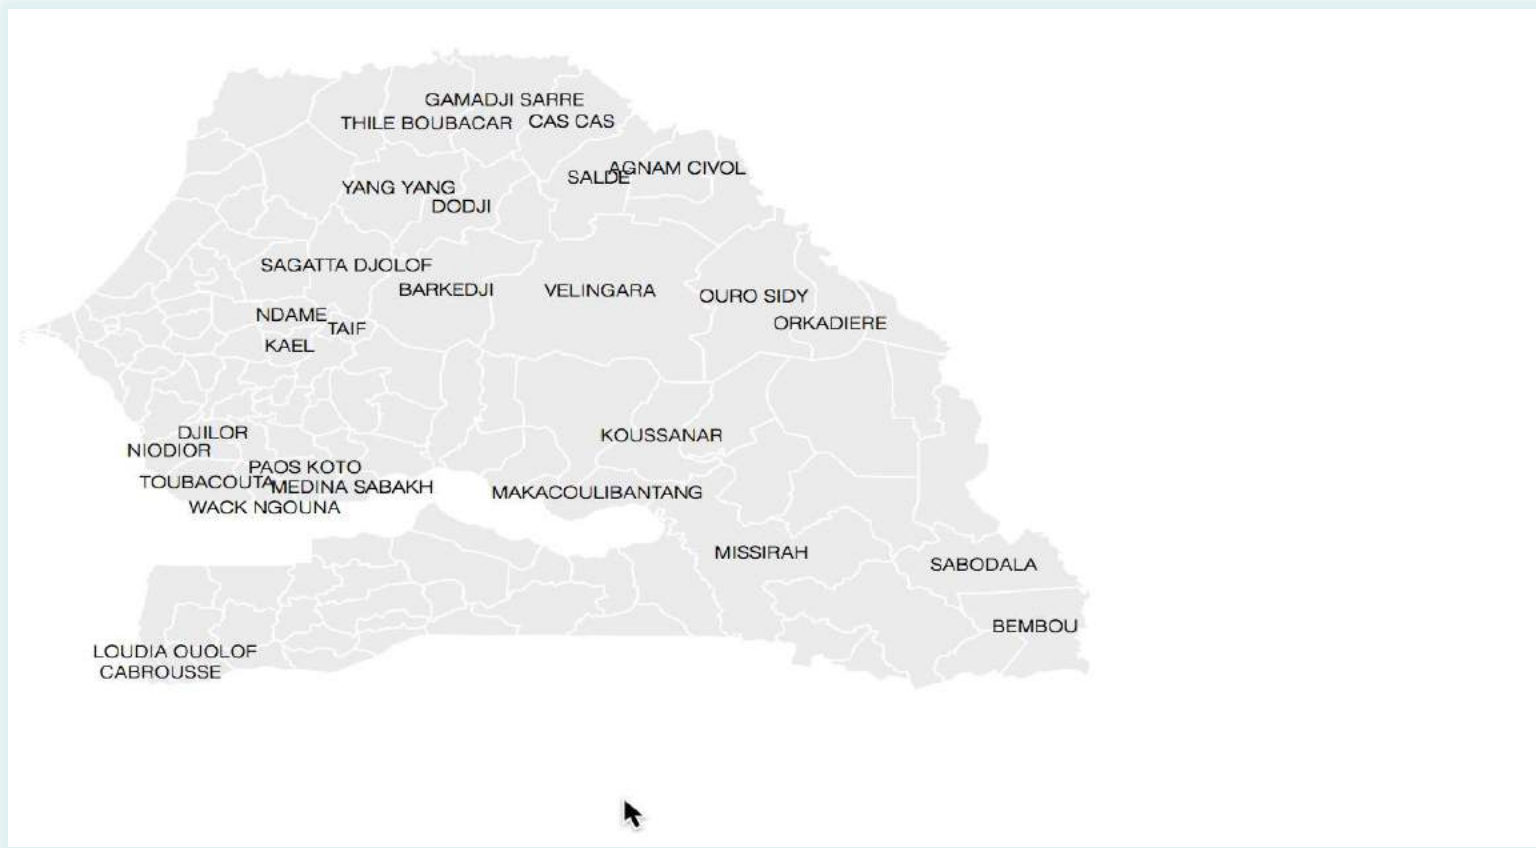 GAMADJI SARRE
THILE BOUBACAR
CAS CAS
AGNAM CIVOL
SALDE
YANG YANG
DODJI
SAGATTA DJOLOF
BARKEDJI
VELINGARA
OURO SIDY
NDAME
TAIF
ORKADIERE
KAEL
DJILOR
KOUSSANAR
NIODIOR
PAOS KOTO
TOUBACOUTA
MEDINA SABAKH
MAKACOULIBANTANG
WACK NGOUNA
MISSIRAH
SABODALA
BEMBOU
LOUDIA OUOLOF
CABROUSSE